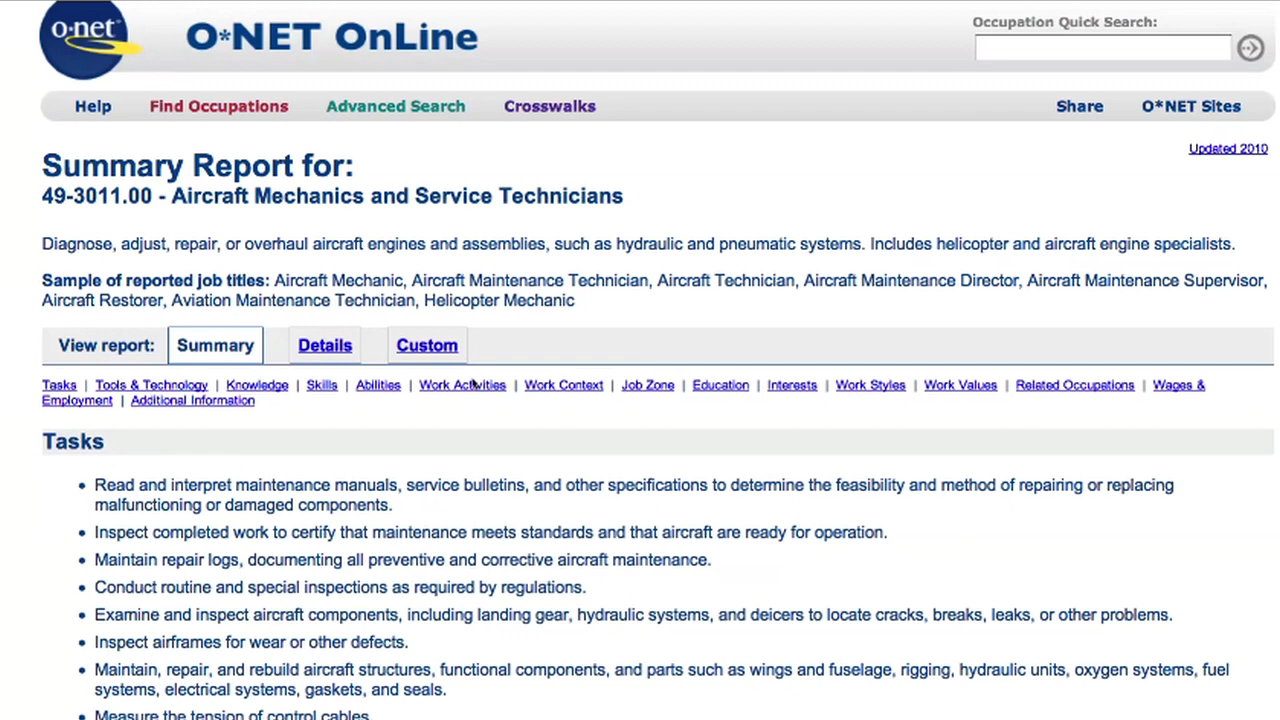 o·net
O*NET OnLine
Occupation Quick Search:
Help Find Occupations Advanced Search Crosswalks Share O*NET Sites
Updated 2010
Summary Report for:
49-3011.00 - Aircraft Mechanics and Service Technicians
Diagnose, adjust, repair, or overhaul aircraft engines and assemblies, such as hydraulic and pneumatic systems. Includes helicopter and aircraft engine specialists.
Sample of reported job titles: Aircraft Mechanic, Aircraft Maintenance Technician, Aircraft Technician, Aircraft Maintenance Director, Aircraft Maintenance Supervisor,
Aircraft Restorer, Aviation Maintenance Technician, Helicopter Mechanic
View report: Summary Details Custom
Tasks | Tools & Technology | Knowledge | Skills | Abilities | Work Activities | Work Context | Job Zone | Education | Interests | Work Styles | Work Values | Related Occupations | Wages &
Employment | Additional Information
Tasks
• Read and interpret maintenance manuals, service bulletins, and other specifications to determine the feasibility and method of repairing or replacing
malfunctioning or damaged components.
• Inspect completed work to certify that maintenance meets standards and that aircraft are ready for operation.
• Maintain repair logs, documenting all preventive and corrective aircraft maintenance.
• Conduct routine and special inspections as required by regulations.
• Examine and inspect aircraft components, including landing gear, hydraulic systems, and deicers to locate cracks, breaks, leaks, or other problems.
• Inspect airframes for wear or other defects.
• Maintain, repair, and rebuild aircraft structures, functional components, and parts such as wings and fuselage, rigging, hydraulic units, oxygen systems, fuel
systems, electrical systems, gaskets, and seals.
• Measure the tension of control cables.